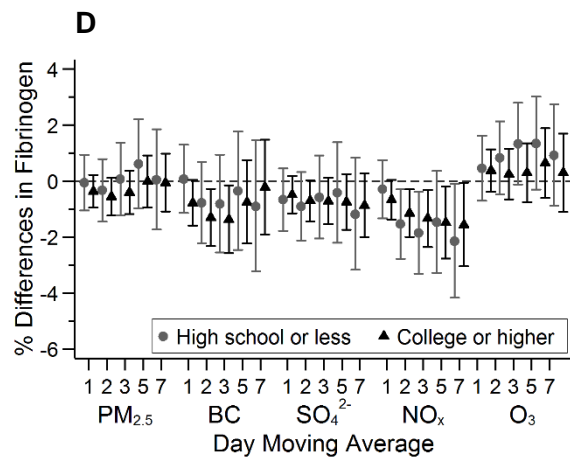 D
% Differences in Fibrinogen
4
2
0
-2
-4
-6
High school or less College or higher
1 2 3 5 7 1 2 3 5 7 1 2 3 5 7 1 2 3 5 7 1 2 3 5 7
PM2.5 BC SO4²⁻ NOx O3
Day Moving Average